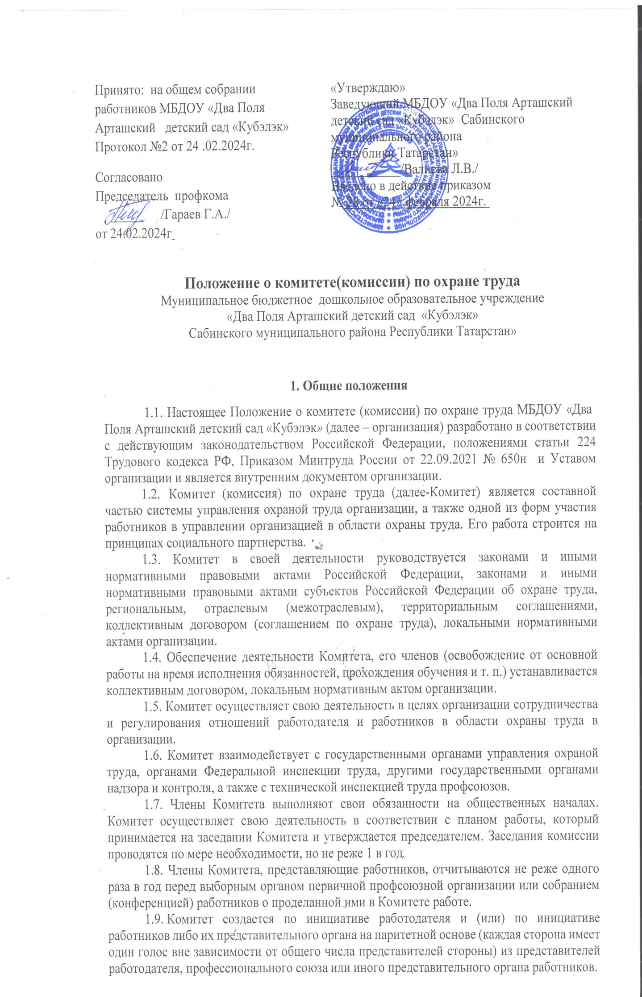 Принято: на общем собрании
работников МБДОУ «Два Поля
Арташский детский сад «Кубэлэк»
Протокол №2 от 24 .02.2024г.
Согласовано
Председатель профкома
/Гараев Г.А./
от 24.02.2024г_
«Утверждаю»
Заведующий МБДОУ «Два Поля Арташский
детский сад «Кубэлэк» Сабинского
муниципального района
Республики Татарстан»
/Валиева Л.В./
Введено в действие приказом
№ 28 от «24» февраля 2024г.
Положение о комитете(комиссии) по охране труда
Муниципальное бюджетное дошкольное образовательное учреждение
«Два Поля Арташский детский сад «Кубэлэк»
Сабинского муниципального района Республики Татарстан»
1. Общие положения
1.1. Настоящее Положение о комитете (комиссии) по охране труда МБДОУ «Два
Поля Арташский детский сад «Кубэлэк» (далее – организация) разработано в соответствии
с действующим законодательством Российской Федерации, положениями статьи 224
Трудового кодекса РФ, Приказом Минтруда России от 22.09.2021 № 650н и Уставом
организации и является внутренним документом организации.
1.2. Комитет (комиссия) по охране труда (далее-Комитет) является составной
частью системы управления охраной труда организации, а также одной из форм участия
работников в управлении организацией в области охраны труда. Его работа строится на
принципах социального партнерства.
1.3. Комитет в своей деятельности руководствуется законами и иными
нормативными правовыми актами Российской Федерации, законами и иными
нормативными правовыми актами субъектов Российской Федерации об охране труда,
региональным, отраслевым (межотраслевым), территориальным соглашениями,
коллективным договором (соглашением по охране труда), локальными нормативными
актами организации.
1.4. Обеспечение деятельности Комитета, его членов (освобождение от основной
работы на время исполнения обязанностей, прохождения обучения и т. п.) устанавливается
коллективным договором, локальным нормативным актом организации.
1.5. Комитет осуществляет свою деятельность в целях организации сотрудничества
и регулирования отношений работодателя и работников в области охраны труда в
организации.
1.6. Комитет взаимодействует с государственными органами управления охраной
труда, органами Федеральной инспекции труда, другими государственными органами
надзора и контроля, а также с технической инспекцией труда профсоюзов.
1.7. Члены Комитета выполняют свои обязанности на общественных началах.
Комитет осуществляет свою деятельность в соответствии с планом работы, который
принимается на заседании Комитета и утверждается председателем. Заседания комиссии
проводятся по мере необходимости, но не реже 1 в год.
1.8. Члены Комитета, представляющие работников, отчитываются не реже одного
раза в год перед выборным органом первичной профсоюзной организации или собранием
(конференцией) работников о проделанной ими в Комитете работе.
1.9. Комитет создается по инициативе работодателя и (или) по инициативе
работников либо их представительного органа на паритетной основе (каждая сторона имеет
один голос вне зависимости от общего числа представителей стороны) из представителей
работодателя, профессионального союза или иного представительного органа работников.